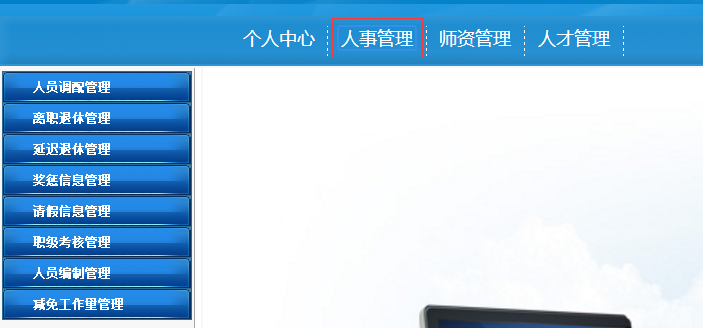 个人中心 人事管理 师资管理 人才管理
人员调配管理
离职退休管理
延迟退休管理
奖惩信息管理
请假信息管理
职级考核管理
人员编制管理
减免工作量管理